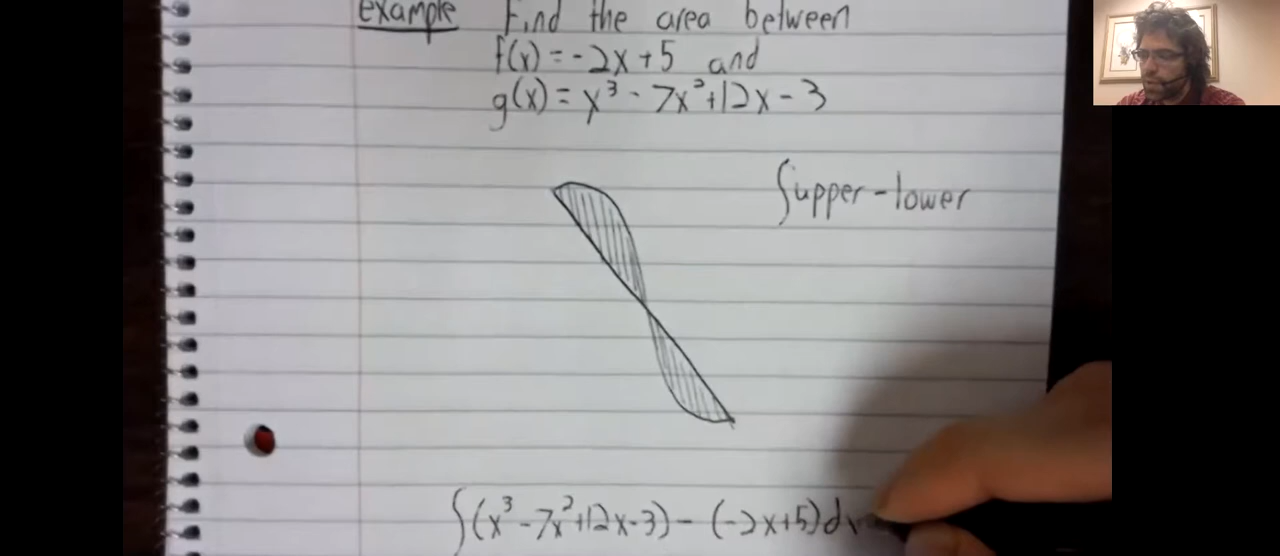 example Find the area between
f(x) = -2x + 5 and
g(x) = x³ - 7x² + 12x - 3
∫upper - lower
∫(x³ - 7x² + 12x - 3) - (-2x + 5) dx